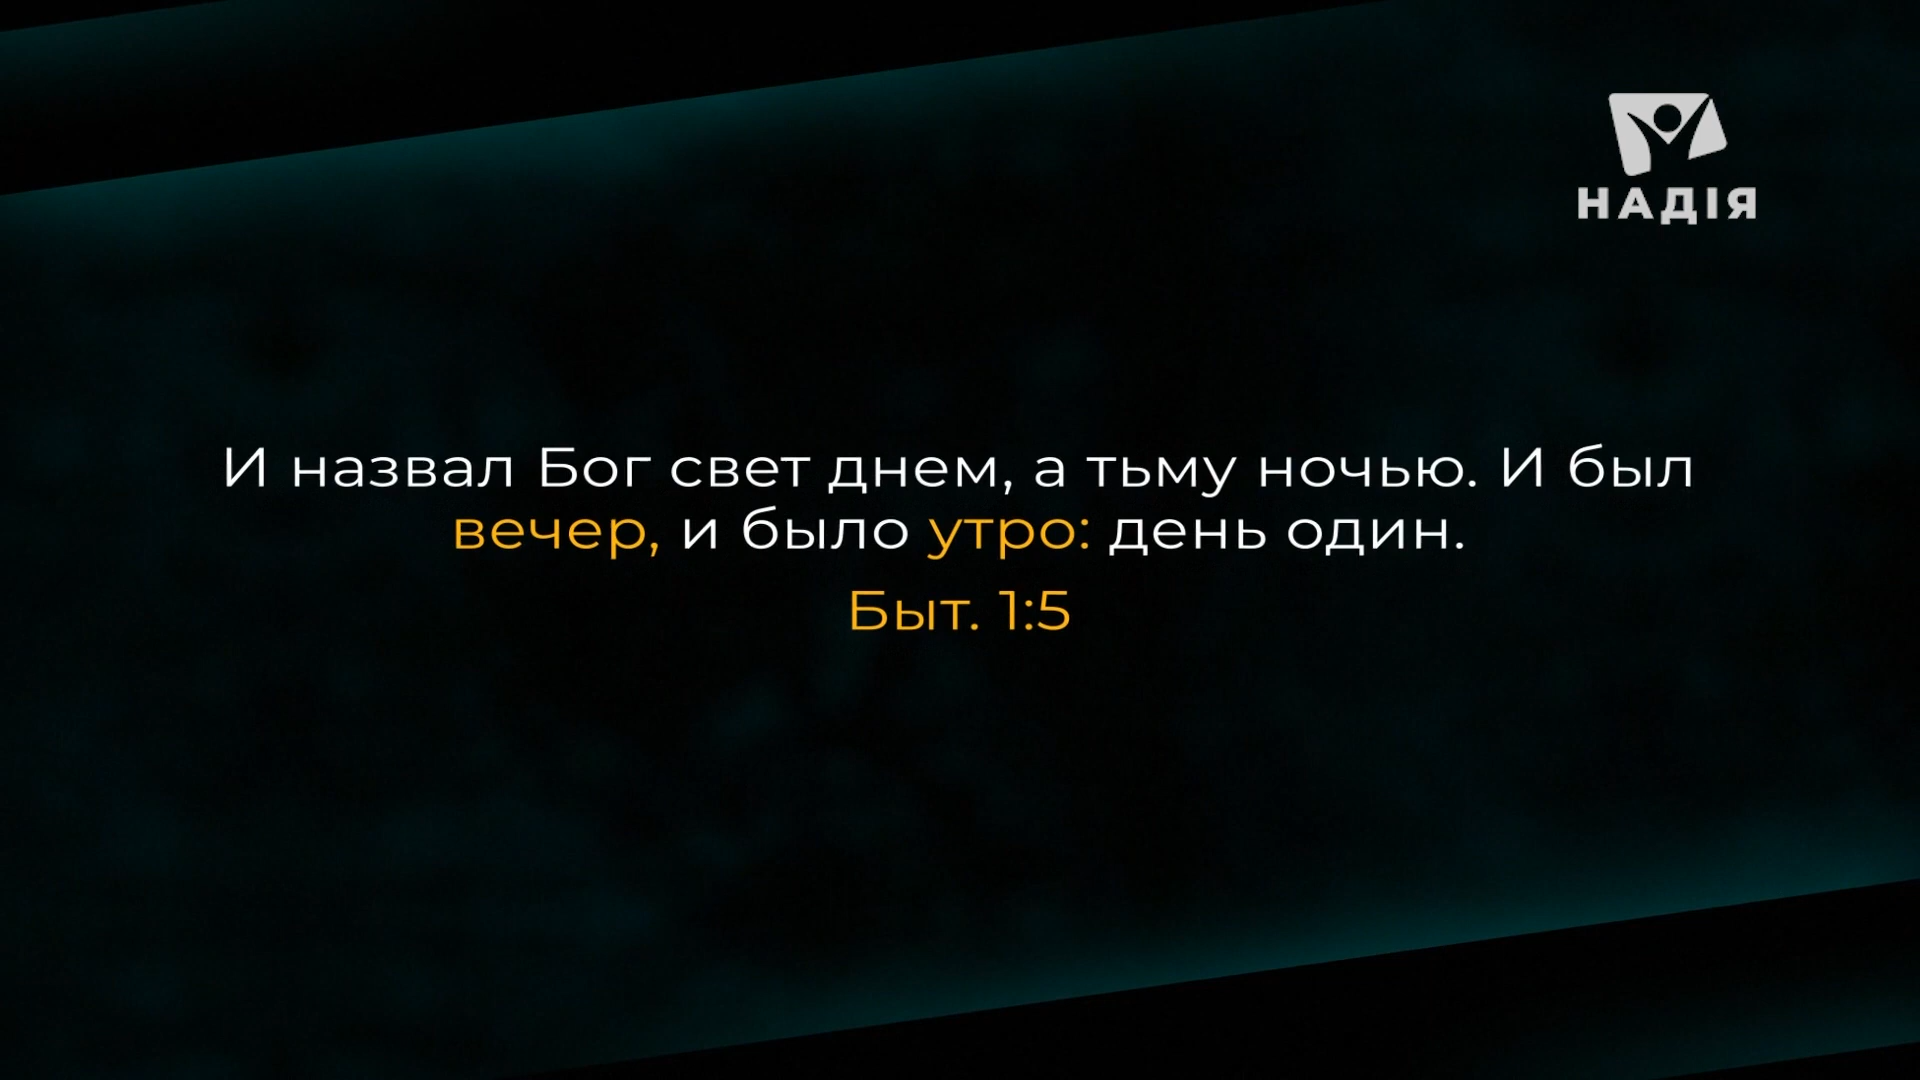 НАДІЯ
И назвал Бог свет днем, а тьму ночью. И был
вечер, и было утро: день один.
Быт. 1:5